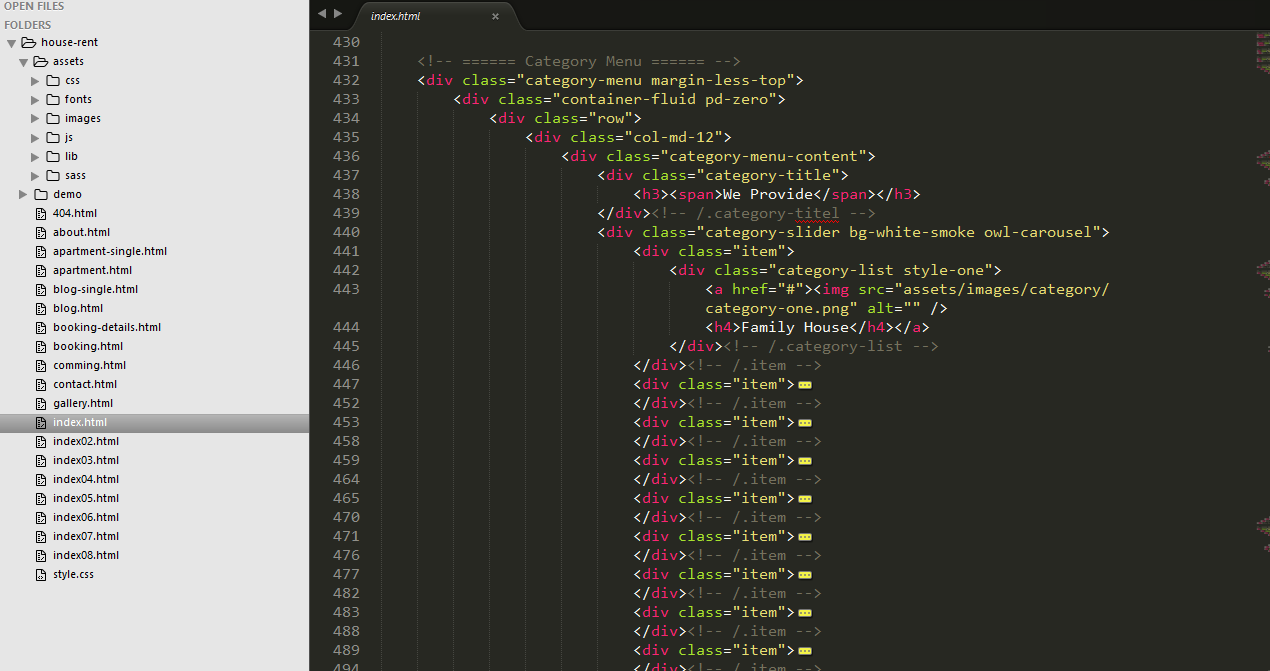 OPEN FILES
FOLDERS
house-rent
assets
css
fonts
images
js
lib
sass
demo
404.html
about.html
apartment-single.html
apartment.html
blog-single.html
blog.html
booking-details.html
booking.html
comming.html
contact.html
gallery.html
index.html
index02.html
index03.html
index04.html
index05.html
index06.html
index07.html
index08.html
style.css
index.html ×
430
431 <!-- ====== Category Menu ====== -->
432 <div class="category-menu margin-less-top">
433 <div class="container-fluid pd-zero">
434 <div class="row">
435 <div class="col-md-12">
436 <div class="category-menu-content">
437 <div class="category-title">
438 <h3><span>We Provide</span></h3>
439 </div><!-- /.category-titel -->
440 <div class="category-slider bg-white-smoke owl-carousel">
441 <div class="item">
442 <div class="category-list style-one">
443 <a href="#"><img src="assets/images/category/
category-one.png" alt="" />
444 <h4>Family House</h4></a>
445 </div><!-- /.category-list -->
446 </div><!-- /.item -->
447 <div class="item">
452 </div><!-- /.item -->
453 <div class="item">
458 </div><!-- /.item -->
459 <div class="item">
464 </div><!-- /.item -->
465 <div class="item">
470 </div><!-- /.item -->
471 <div class="item">
476 </div><!-- /.item -->
477 <div class="item">
482 </div><!-- /.item -->
483 <div class="item">
488 </div><!-- /.item -->
489 <div class="item">
494 </div><!-- /.item -->